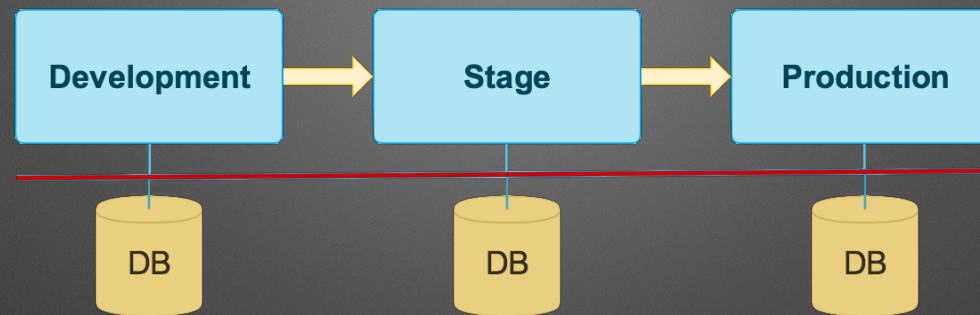 Development
Stage
Production
DB
DB
DB